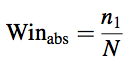 Win_abs = n_1 / N